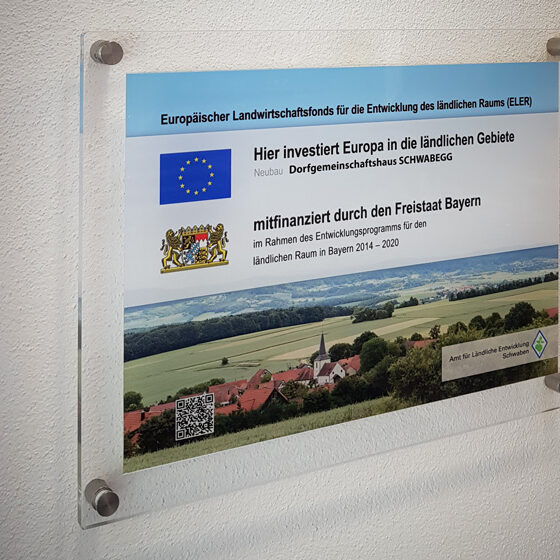 Europäischer Landwirtschaftsfonds für die Entwicklung des ländlichen Raums (ELER)
Hier investiert Europa in die ländlichen Gebiete
Neubau Dorfgemeinschaftshaus SCHWABEGG
mitfinanziert durch den Freistaat Bayern
im Rahmen des Entwicklungsprogramms für den
ländlichen Raum in Bayern 2014 – 2020
Amt für Ländliche Entwicklung
Schwaben